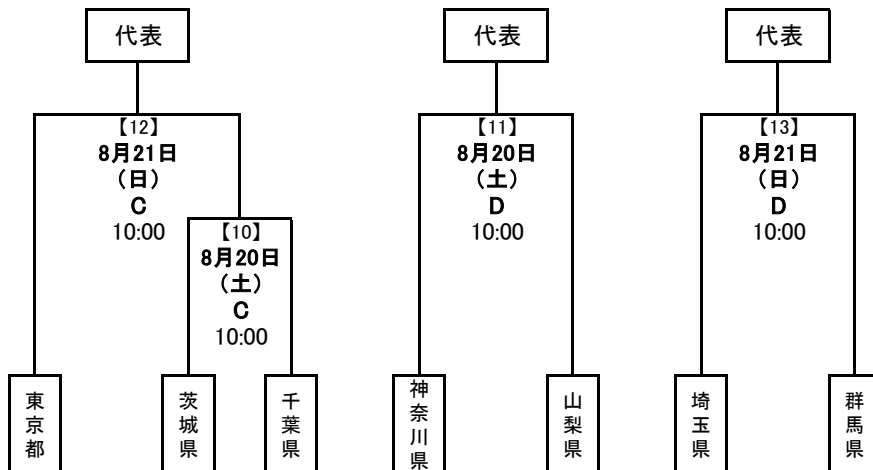 代表
代表
代表
【12】
8月21日
（日）
C
10:00
【11】
8月20日
（土）
D
10:00
【13】
8月21日
（日）
D
10:00
【10】
8月20日
（土）
C
10:00
東京都
茨城県
千葉県
神奈川県
山梨県
埼玉県
群馬県